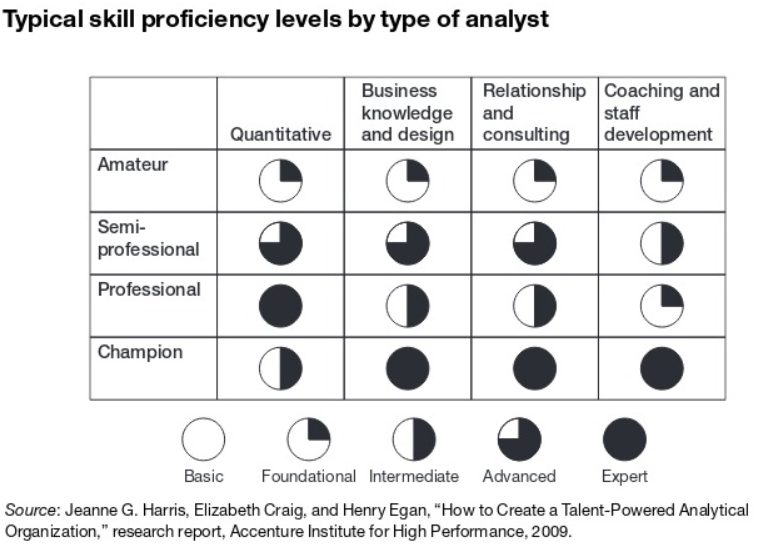 Typical skill proficiency levels by type of analyst
Quantitative
Business
knowledge
and design
Relationship
and
consulting
Coaching and
staff
development
Amateur
Semi-
professional
Professional
Champion
Basic
Foundational
Intermediate
Advanced
Expert
Source: Jeanne G. Harris, Elizabeth Craig, and Henry Egan, “How to Create a Talent-Powered Analytical
Organization,” research report, Accenture Institute for High Performance, 2009.